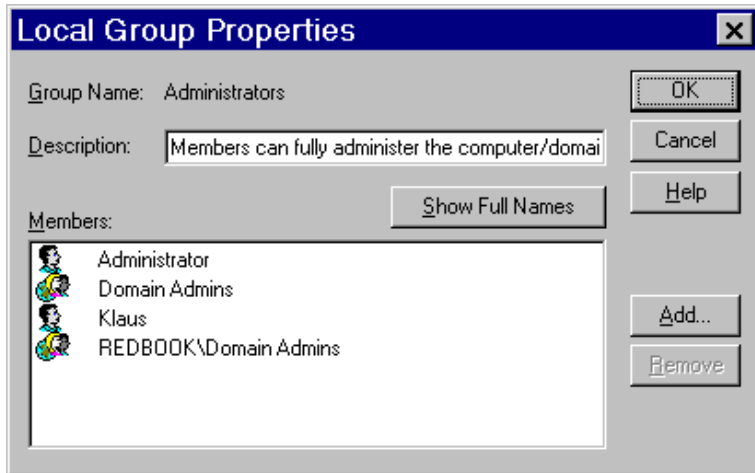 Local Group Properties
Group Name: Administrators
OK
Description: Members can fully administer the computer/domai
Cancel
Show Full Names
Help
Members:
Administrator
Domain Admins
Klaus
REDBOOK\Domain Admins
Add...
Remove